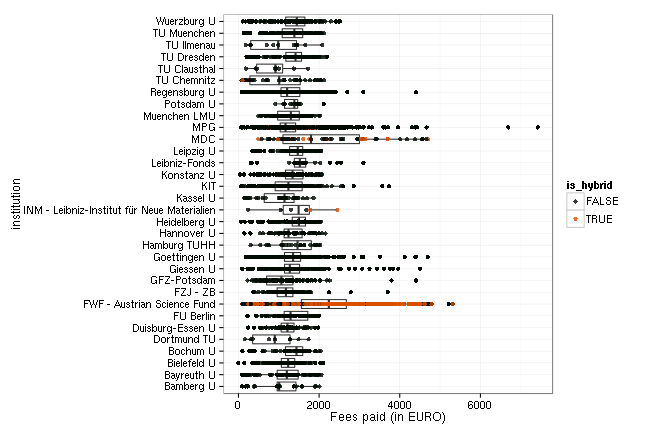 Wuerzburg U
TU Muenchen
TU Ilmenau
TU Dresden
TU Clausthal
TU Chemnitz
Regensburg U
Potsdam U
Muenchen LMU
MPG
MDC
Leipzig U
Leibniz-Fonds
Konstanz U
KIT
Kassel U
INM - Leibniz-Institut für Neue Materialien
Heidelberg U
Hannover U
Hamburg TUHH
Goettingen U
Giessen U
GFZ-Potsdam
FZJ - ZB
FWF - Austrian Science Fund
FU Berlin
Duisburg-Essen U
Dortmund TU
Bochum U
Bielefeld U
Bayreuth U
Bamberg U
institution
0 2000 4000 6000
Fees paid (in EURO)
is_hybrid
FALSE
TRUE